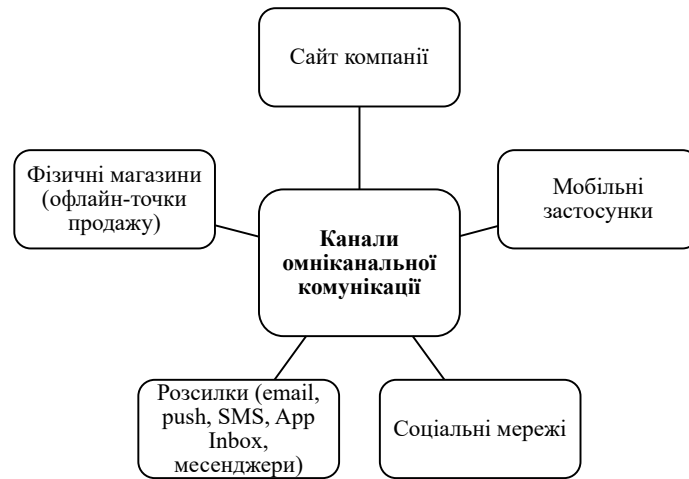 Сайт компанії
Фізичні магазини
(офлайн-точки
продажу)
Мобільні
застосунки
Канали
омніканальної
комунікації
Розсилки (email,
push, SMS, App
Inbox,
месенджери)
Соціальні мережі